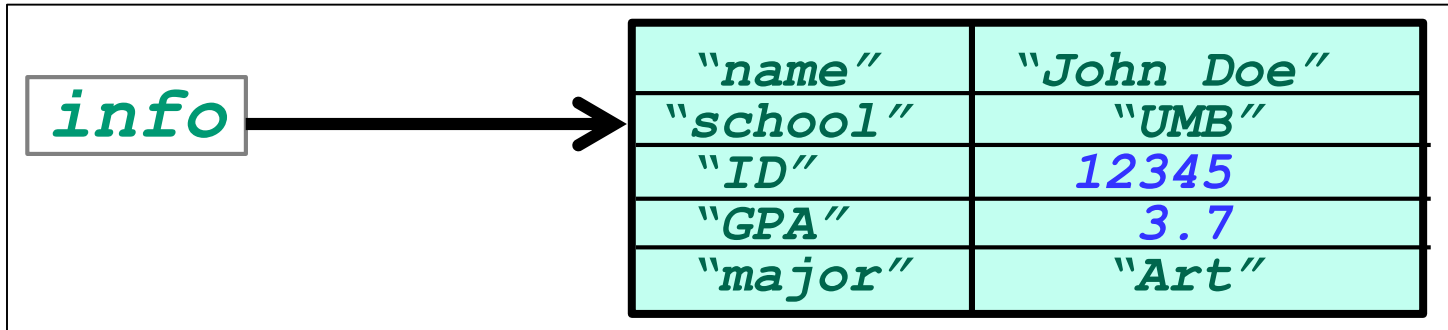 info
“name” “John Doe”
“school” “UMB”
“ID” 12345
“GPA” 3.7
“major” “Art”